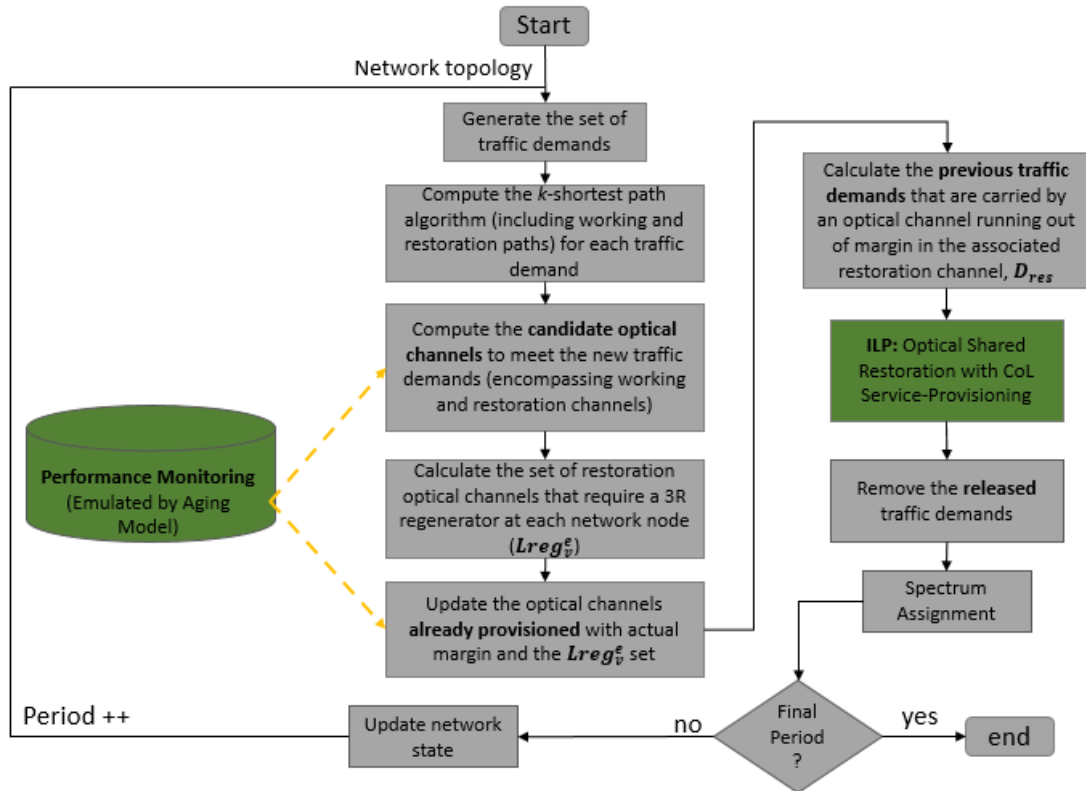 Start
Network topology
Generate the set of
traffic demands
Compute the k-shortest path
algorithm (including working and
restoration paths) for each traffic
demand
Compute the candidate optical
channels to meet the new traffic
demands (encompassing working
and restoration channels)
Performance Monitoring
(Emulated by Aging
Model)
Calculate the set of restoration
optical channels that require a 3R
regenerator at each network node
(Lreg_v^e)
Update the optical channels
already provisioned with actual
margin and the Lreg_v^e set
Calculate the previous traffic
demands that are carried by
an optical channel running out
of margin in the associated
restoration channel, D_res
ILP: Optical Shared
Restoration with CoL
Service-Provisioning
Remove the released
traffic demands
Spectrum
Assignment
Final
Period
?
yes
end
no
Update network
state
Period ++